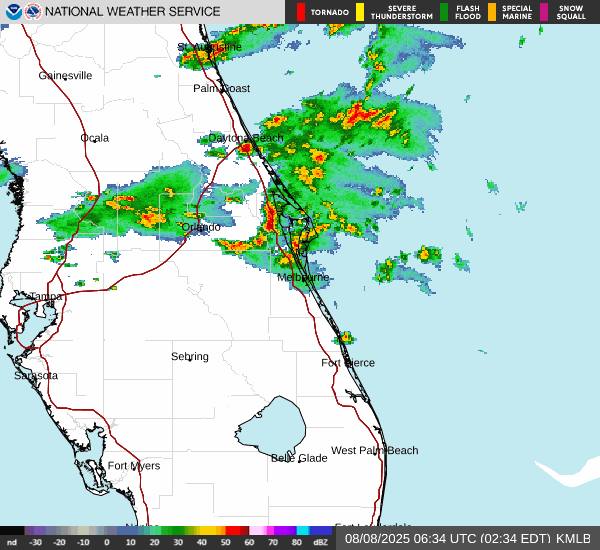 NATIONAL WEATHER SERVICE
TORNADO
SEVERE
THUNDERSTORM
FLASH
FLOOD
SPECIAL
MARINE
SNOW
SQUALL
St. Augustine
Gainesville
Palm Coast
Ocala
Daytona Beach
Orlando
Melbourne
Tampa
Sebring
Fort Pierce
Sarasota
West Palm Beach
Belle Glade
Fort Myers
nd -30 -20 -10 0 10 20 30 40 50 60 70 80 dBZ
08/08/2025 06:34 UTC (02:34 EDT) KMLB